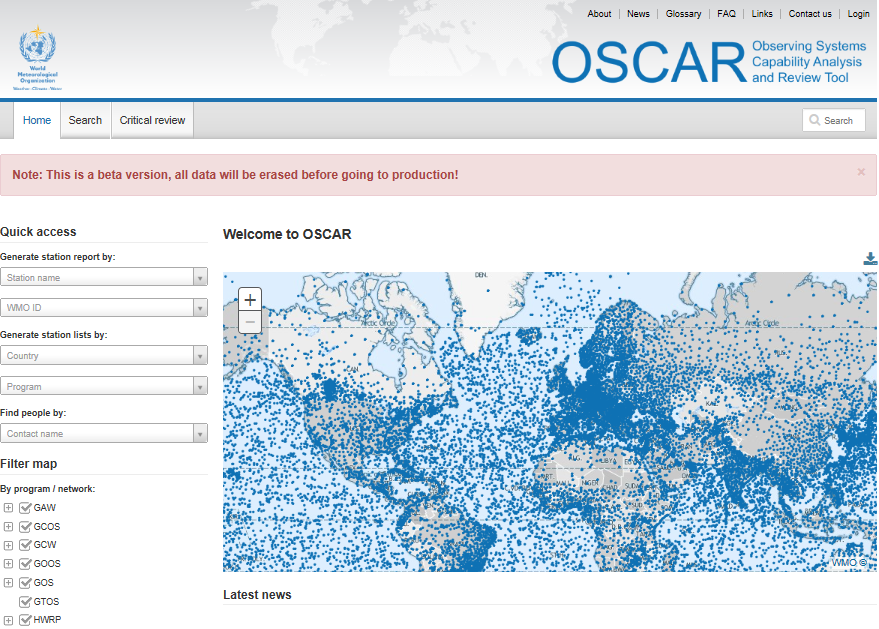 About
News
Glossary
FAQ
Links
Contact us
Login
World
Meteorological
Organization
Weather · Climate · Water
OSCAR
Observing Systems
Capability Analysis
and Review Tool
Home
Search
Critical review
Search
Note: This is a beta version, all data will be erased before going to production!
×
Quick access
Generate station report by:
Station name
WMO ID
Generate station lists by:
Country
Program
Find people by:
Contact name
Filter map
By program / network:
GAW
GCOS
GCW
GOOS
GOS
GTOS
HWRP
Welcome to OSCAR
+
−
DEN.
Arctic Circle
Arctic Circle
NIGER
WMO ©
Latest news